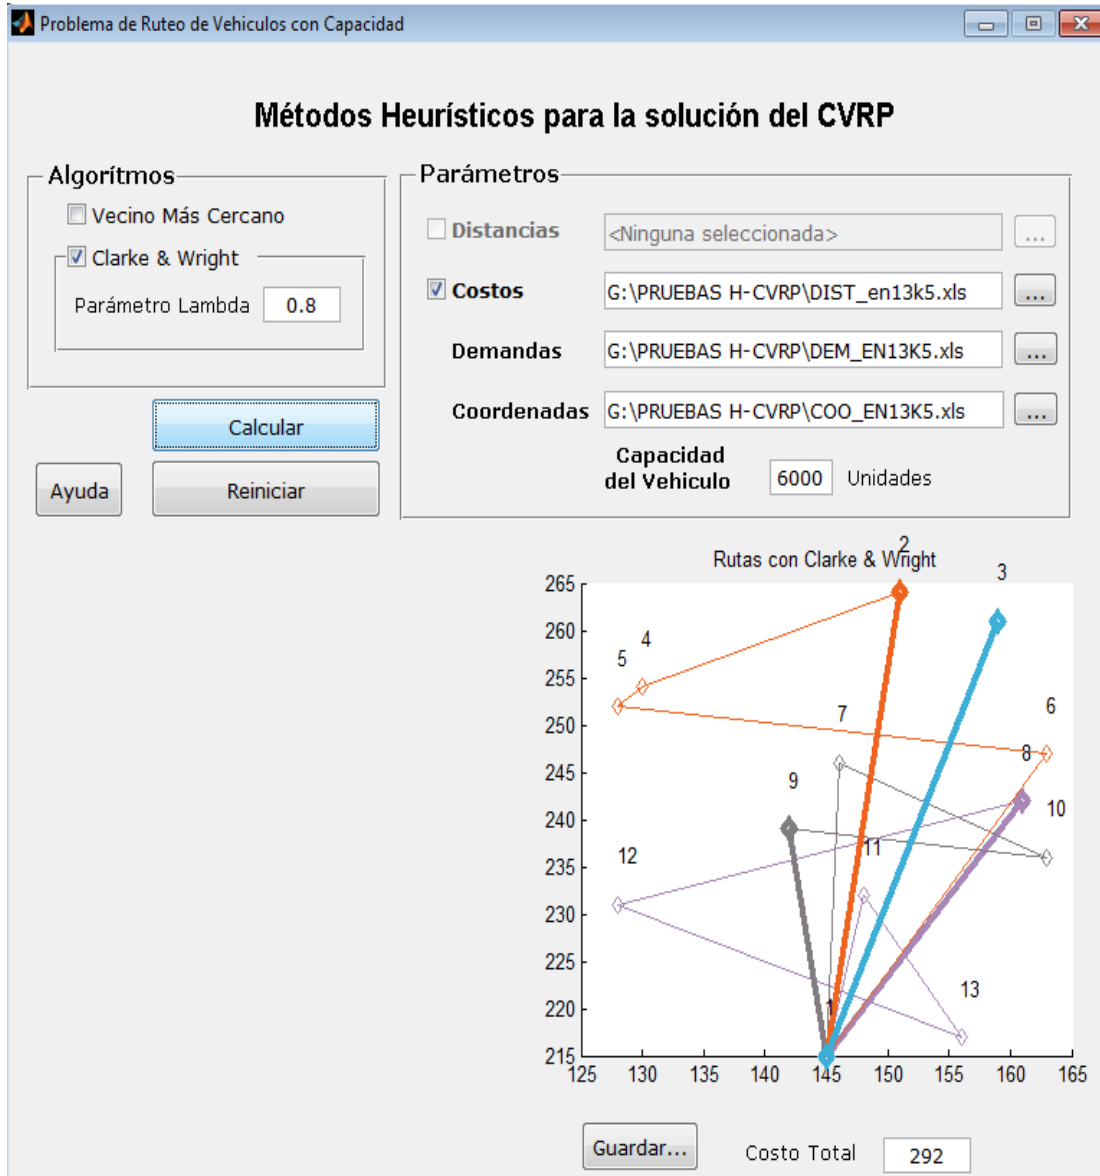 Problema de Ruteo de Vehiculos con Capacidad
Métodos Heurísticos para la solución del CVRP
Algorítmos
Vecino Más Cercano
Clarke & Wright
Parámetro Lambda 0.8
Calcular
Ayuda Reiniciar
Parámetros
Distancias <Ninguna seleccionada> ...
Costos G:\PRUEBAS H-CVRP\DIST_en13k5.xls ...
Demandas G:\PRUEBAS H-CVRP\DEM_EN13K5.xls ...
Coordenadas G:\PRUEBAS H-CVRP\COO_EN13K5.xls ...
Capacidad
del Vehiculo 6000 Unidades
Rutas con Clarke & Wright
2
3
4
5
6
7
8
9
10
11
12
13
1
265
260
255
250
245
240
235
230
225
220
215
125 130 135 140 145 150 155 160 165
Guardar... Costo Total 292